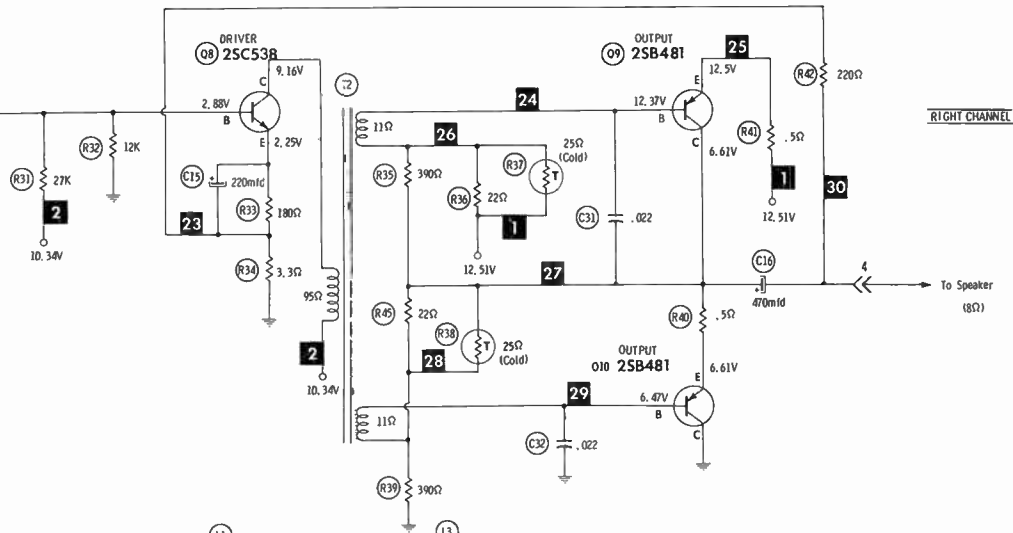 DRIVER
Q8 2SC538
9.16V
C
2.88V
B
E
2.25V
R31
27K
2
10.34V
R32
12K
C15
220mfd
23
R33
180Ω
R34
3.3Ω
95Ω
2
10.34V
11Ω
24
26
R35
390Ω
R36
22Ω
R37
T
25Ω
(Cold)
1
12.51V
C31
.022
27
R45
22Ω
R38
T
25Ω
(Cold)
28
11Ω
29
C32
.022
R39
390Ω
OUTPUT
Q9 2SB481
12.37V
B
E
12.5V
25
C
6.61V
R41
.5Ω
1
12.51V
R42
220Ω
30
RIGHT CHANNEL
C16
470mfd
4
To Speaker
(8Ω)
R40
.5Ω
OUTPUT
Q10 2SB481
6.47V
B
E
6.61V
C
L3